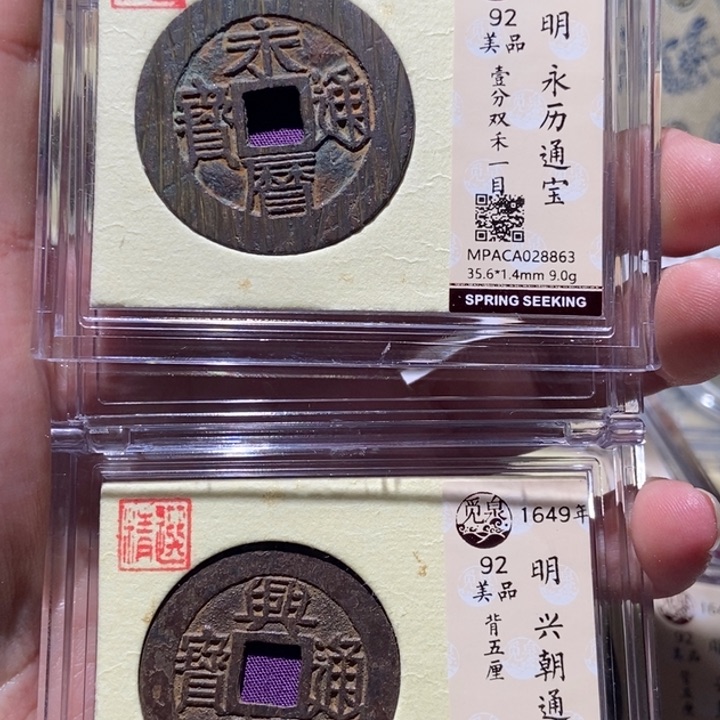 永曆通寶
92
美品
明 永历通宝
壹分双禾一目
MPACA028863
35.6*1.4mm 9.0g
SPRING SEEKING
精選
興通寶
觅泉
1649年
92
美品
明 兴朝通
背五厘